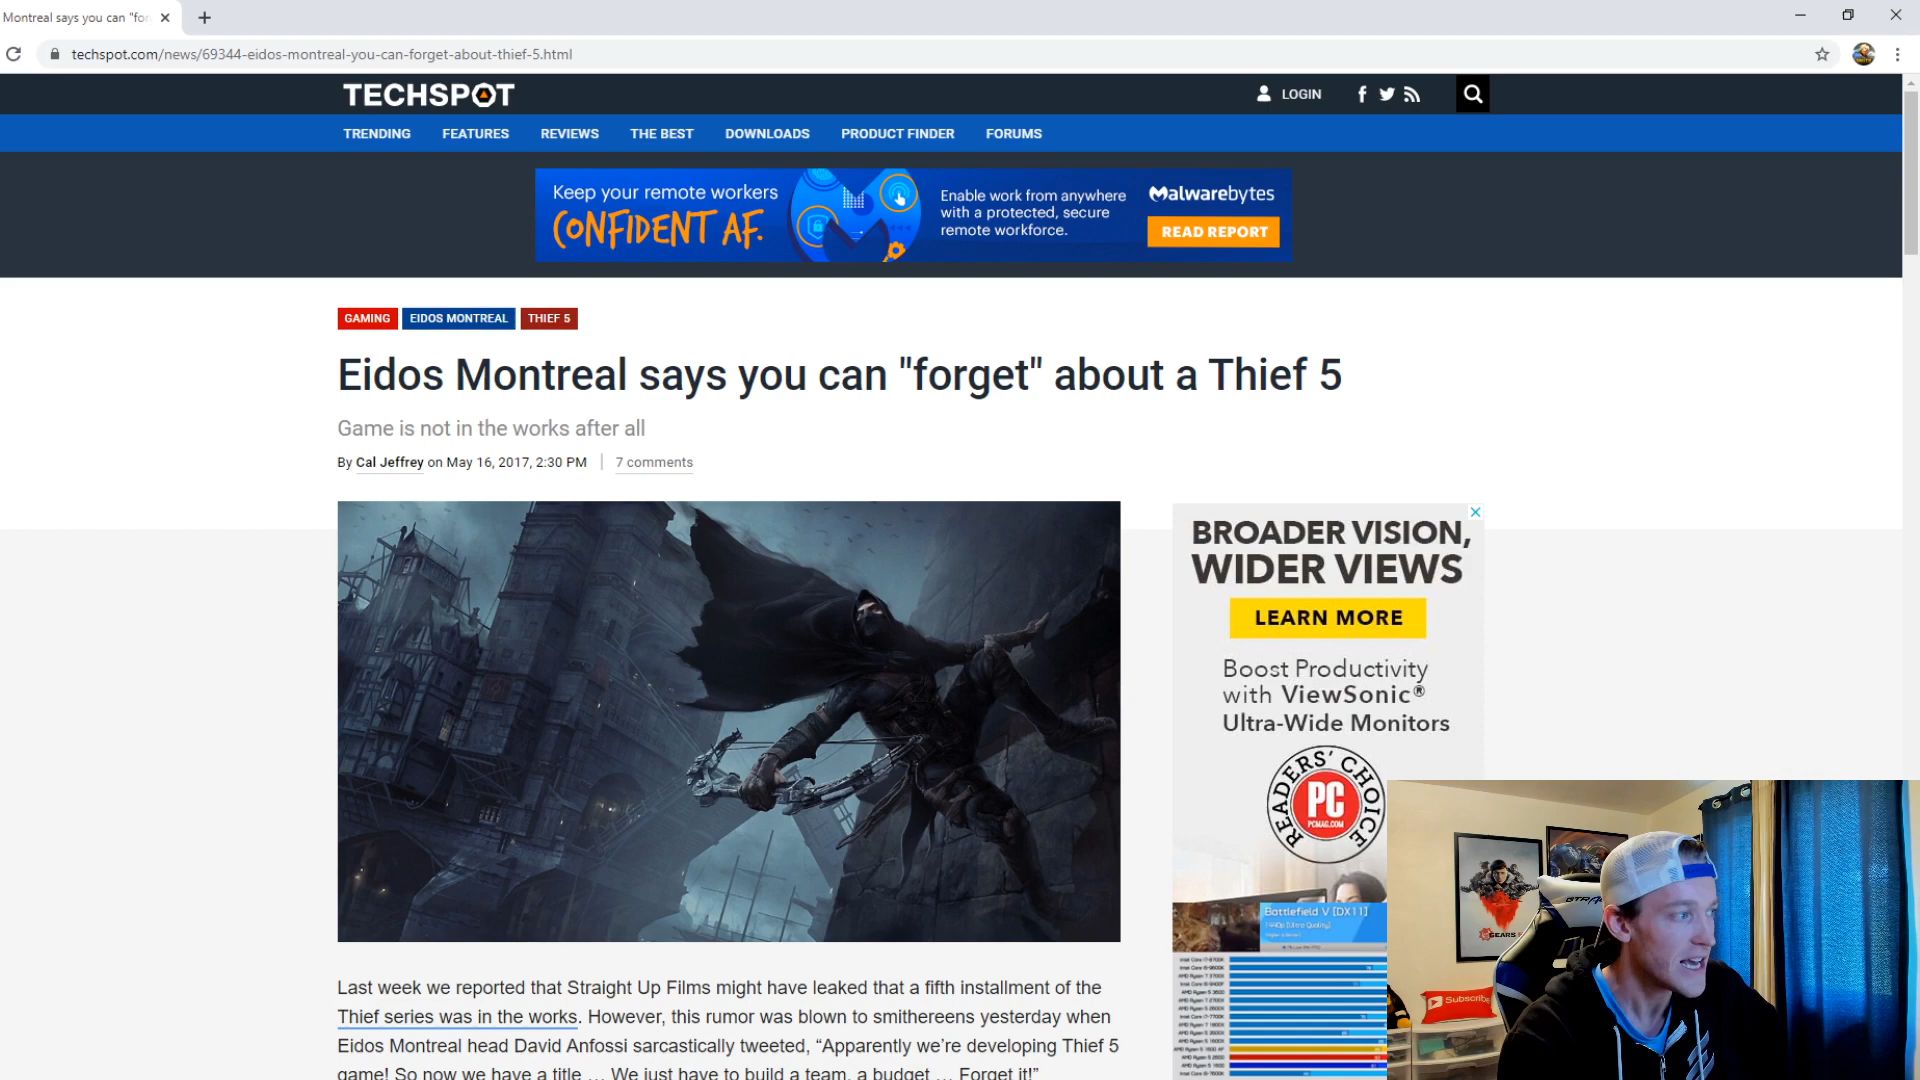 Montreal says you can "for
techspot.com/news/69344-eidos-montreal-you-can-forget-about-thief-5.html
TECHSPOT
LOGIN
TRENDING FEATURES REVIEWS THE BEST DOWNLOADS PRODUCT FINDER FORUMS
Keep your remote workers
CONFIDENT AF.
Enable work from anywhere
with a protected, secure
remote workforce.
Malwarebytes
READ REPORT
GAMING EIDOS MONTREAL THIEF 5
Eidos Montreal says you can "forget" about a Thief 5
Game is not in the works after all
By Cal Jeffrey on May 16, 2017, 2:30 PM 7 comments
BROADER VISION,
WIDER VIEWS
LEARN MORE
Boost Productivity
with ViewSonic®
Ultra-Wide Monitors
READERS' CHOICE
PC
PCMAG.COM
Battlefield V [DX11]
Last week we reported that Straight Up Films might have leaked that a fifth installment of the
Thief series was in the works. However, this rumor was blown to smithereens yesterday when
Eidos Montreal head David Anfossi sarcastically tweeted, “Apparently we’re developing Thief 5
game! So now we have a title … We just have to build a team, a budget … Forget it!”
GEARS
Subscribe